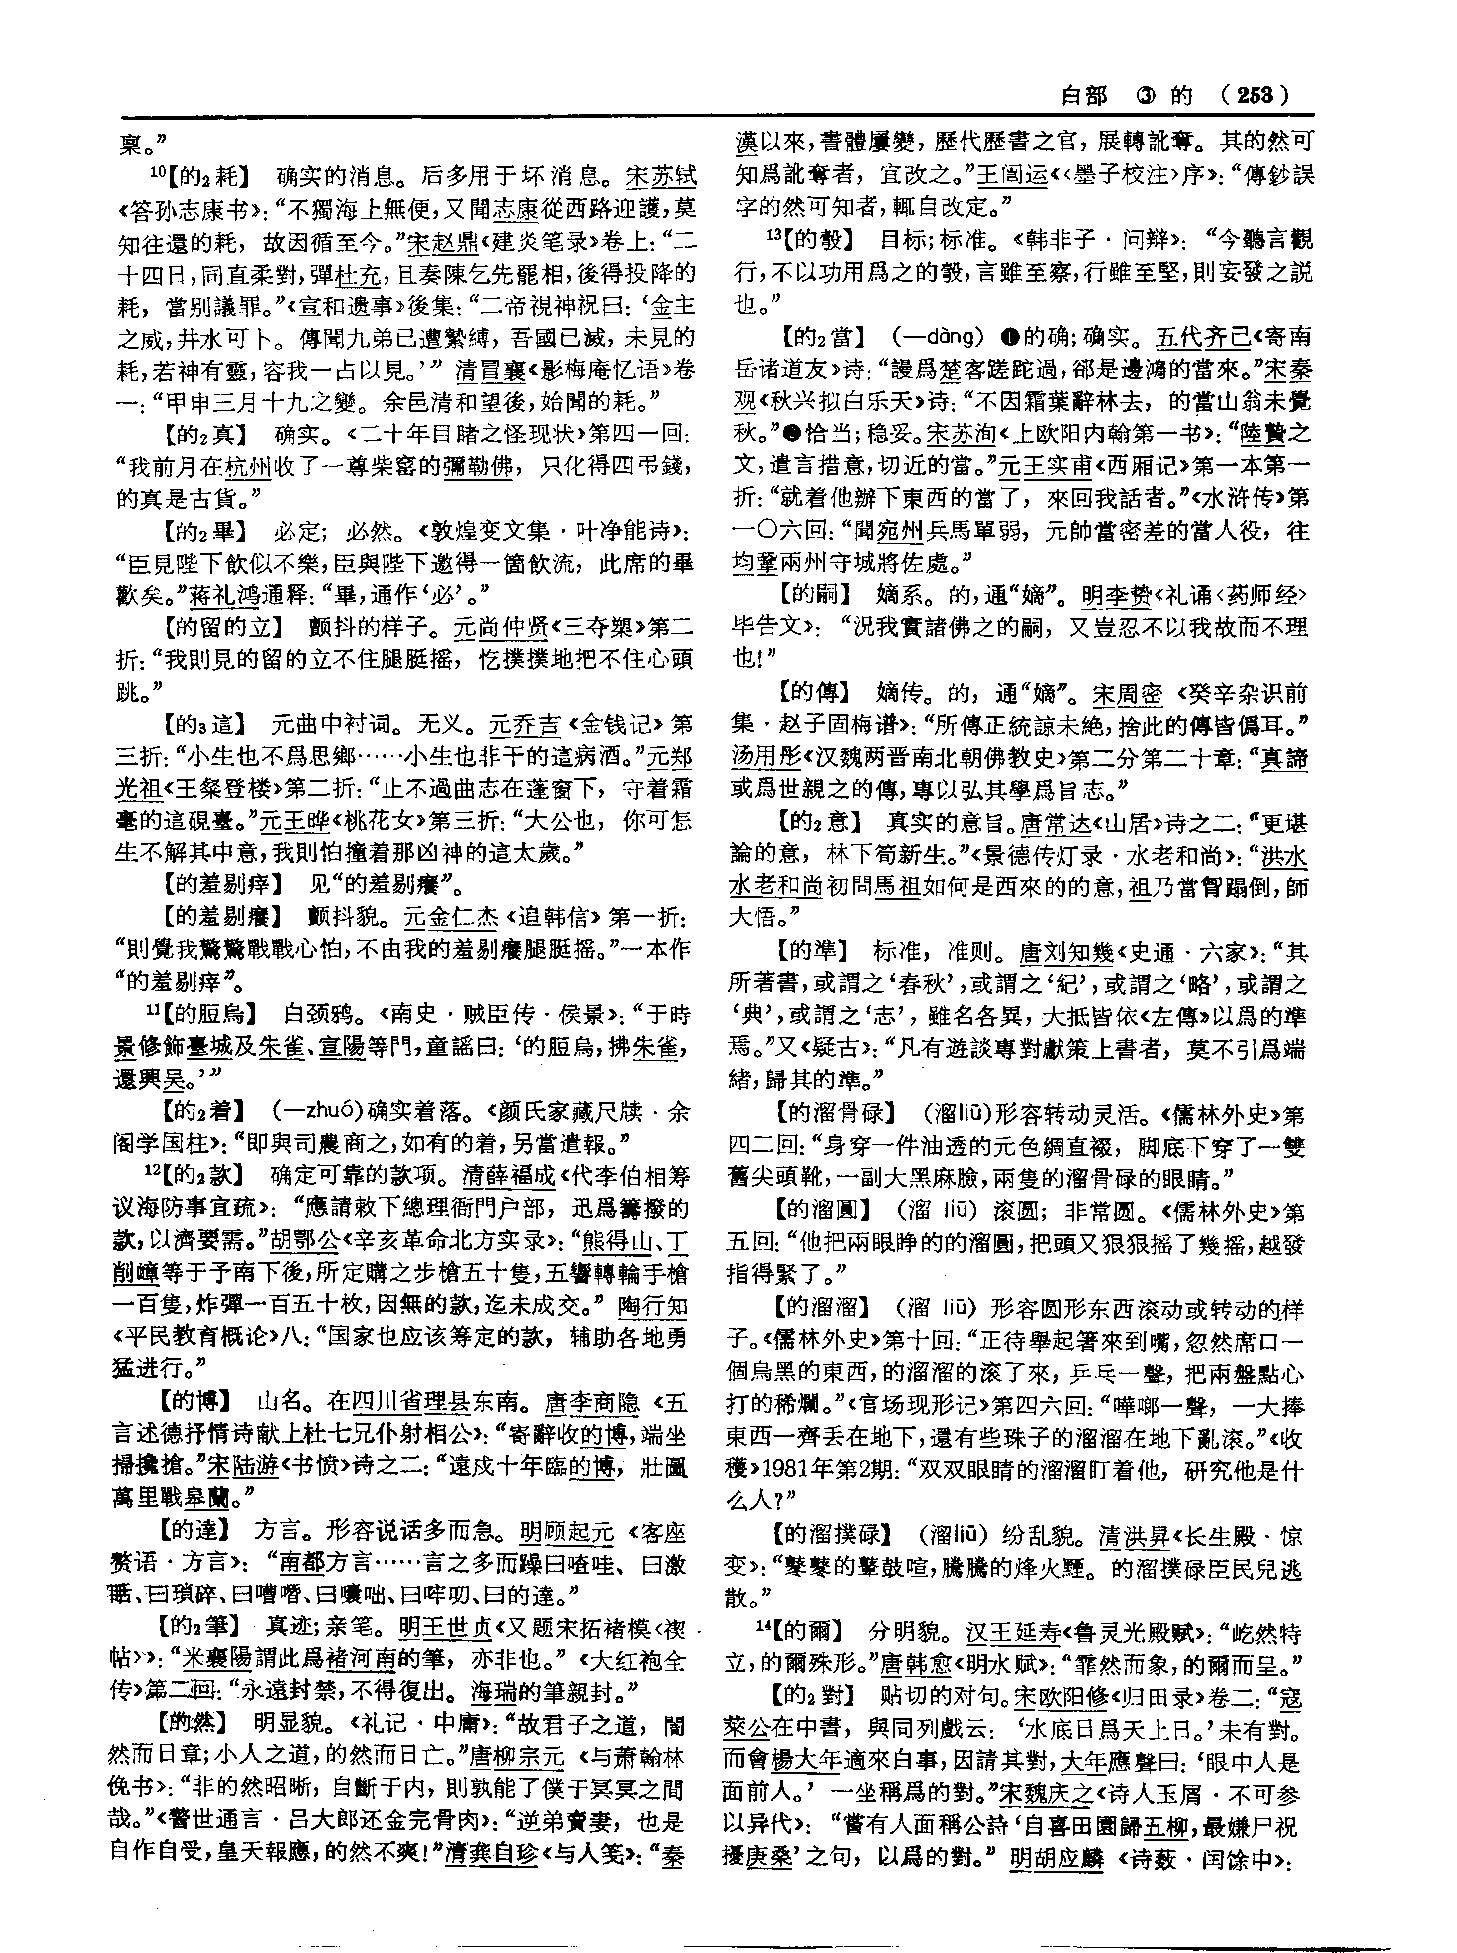 白部 ③ 的 （253）
稟。”
¹⁰【的₂耗】 确实的消息。后多用于坏消息。宋苏轼
《答孙志康书》：“不獨海上無便，又聞志康從西路迎護，莫
知往還的耗，故因循至今。”宋赵鼎《建炎笔录》卷上：“二
十四日，同直柔對，彈杜充，且奏陳乞先罷相，後得投降的
耗，當别議罪。”《宣和遗事》後集：“二帝視神祝曰：‘金主
之威，井水可卜。傳聞九弟已遭縶縛，吾國已滅，未見的
耗，若神有靈，容我一占以見。’” 清冒襄《影梅庵忆语》卷
一：“甲申三月十九之變。余邑清和望後，始聞的耗。”
【的₂真】 确实。《二十年目睹之怪现状》第四一回：
“我前月在杭州收了一尊柴窰的彌勒佛，只化得四弔錢，
的真是古貨。”
【的₂畢】 必定；必然。《敦煌变文集·叶净能诗》：
“臣見陛下飲似不樂，臣與陛下邀得一箇飲流，此席的畢
歡矣。”蒋礼鸿通释：“畢，通作‘必’。”
【的留的立】 颤抖的样子。元尚仲贤《三夺槊》第二
折：“我則見的留的立不住腿脡摇，忔撲撲地把不住心頭
跳。”
【的₃這】 元曲中衬词。无义。元乔吉《金钱记》第
三折：“小生也不爲思鄉……小生也非干的這病酒。”元郑
光祖《王粲登楼》第二折：“止不過曲志在蓬窗下，守着霜
毫的這硯臺。”元王晔《桃花女》第三折：“大公也，你可怎
生不解其中意，我則怕撞着那凶神的這太歲。”
【的羞剔痒】 见“的羞剔癢”。
【的羞剔癢】 颤抖貌。元金仁杰《追韩信》第一折：
“則覺我驚驚戰戰心怕，不由我的羞剔癢腿脡摇。”一本作
“的羞剔痒”。
¹¹【的脰烏】 白颈鸦。《南史·贼臣传·侯景》：“于時
景修飾臺城及朱雀、宣陽等門，童謡曰：‘的脰烏，拂朱雀，
還興吴。’”
【的₂着】 （—zhuó）确实着落。《颜氏家藏尺牍·余
阁学国柱》：“即與司農商之，如有的着，另當遣報。”
¹²【的₂款】 确定可靠的款项。清薛福成《代李伯相筹
议海防事宜疏》：“應請敕下總理衙門户部，迅爲籌撥的
款，以濟要需。”胡鄂公《辛亥革命北方实录》：“熊得山、丁
削嶂等于予南下後，所定購之步槍五十隻，五響轉輪手槍
一百隻，炸彈一百五十枚，因無的款，迄未成交。” 陶行知
《平民教育概论》八：“国家也应该筹定的款，辅助各地勇
猛进行。”
【的博】 山名。在四川省理县东南。唐李商隐《五
言述德抒情诗献上杜七兄仆射相公》：“寄辭收的博，端坐
掃攙搶。”宋陆游《书愤》诗之二：“遠戍十年臨的博，壯圖
萬里戰皋蘭。”
【的達】 方言。形容说话多而急。明顾起元《客座
赘语·方言》：“南都方言……言之多而躁曰喳哇、曰激
聒、曰瑣碎、曰嘈嘈、曰囔咄、曰哰叨、曰的達。”
【的₂筆】 真迹；亲笔。明王世贞《又题宋拓褚模〈禊
帖〉》：“米襄陽謂此爲褚河南的筆，亦非也。”《大红袍全
传》第二回：“永遠封禁，不得復出。海瑞的筆親封。”
【的然】 明显貌。《礼记·中庸》：“故君子之道，闇
然而日章；小人之道，的然而日亡。”唐柳宗元《与萧翰林
俛书》：“非的然昭晰，自斷于内，則孰能了僕于冥冥之間
哉。”《警世通言·吕大郎还金完骨肉》：“逆弟賣妻，也是
自作自受，皇天報應，的然不爽！”清龚自珍《与人笺》：“秦
漢以來，書體屢變，歷代歷書之官，展轉訛奪。其的然可
知爲訛奪者，宜改之。”王闿运《〈墨子校注〉序》：“傳鈔誤
字的然可知者，輒自改定。”
¹³【的彀】 目标；标准。《韩非子·问辩》：“今聽言觀
行，不以功用爲之的彀，言雖至察，行雖至堅，則妄發之説
也。”
【的₂當】 （—dàng）❶的确；确实。五代齐己《寄南
岳诸道友》诗：“謾爲楚客蹉跎過，卻是邊鴻的當來。”宋秦
观《秋兴拟白乐天》诗：“不因霜葉辭林去，的當山翁未覺
秋。”❷恰当；稳妥。宋苏洵《上欧阳内翰第一书》：“陸贄之
文，遣言措意，切近的當。”元王实甫《西厢记》第一本第一
折：“就着他辦下東西的當了，來回我話者。”《水浒传》第
一〇六回：“聞宛州兵馬單弱，元帥當密差的當人役，往
均鞏兩州守城將佐處。”
【的嗣】 嫡系。的，通“嫡”。明李贽《礼诵〈药师经〉
毕告文》：“況我實諸佛之的嗣，又豈忍不以我故而不理
也！”
【的傳】 嫡传。的，通“嫡”。宋周密《癸辛杂识前
集·赵子固梅谱》：“所傳正統諒未絶，捨此的傳皆僞耳。”
汤用彤《汉魏两晋南北朝佛教史》第二分第二十章：“真諦
或爲世親之的傳，專以弘其學爲旨志。”
【的₂意】 真实的意旨。唐常达《山居》诗之二：“更堪
論的意，林下筍新生。”《景德传灯录·水老和尚》：“洪水
水老和尚初問馬祖如何是西來的的意，祖乃當胷蹋倒，師
大悟。”
【的準】 标准，准则。唐刘知幾《史通·六家》：“其
所著書，或謂之‘春秋’，或謂之‘紀’，或謂之‘略’，或謂之
‘典’，或謂之‘志’，雖名各異，大抵皆依《左傳》以爲的準
焉。”又《疑古》：“凡有遊談專對獻策上書者，莫不引爲端
緒，歸其的準。”
【的溜骨碌】 （溜liū）形容转动灵活。《儒林外史》第
四二回：“身穿一件油透的元色綢直裰，脚底下穿了一雙
舊尖頭靴，一副大黑麻臉，兩隻的溜骨碌的眼睛。”
【的溜圓】 （溜 liū）滚圆；非常圆。《儒林外史》第
五回：“他把兩眼睁的的溜圓，把頭又狠狠摇了幾摇，越發
指得緊了。”
【的溜溜】 （溜 liū）形容圆形东西滚动或转动的样
子。《儒林外史》第十回：“正待舉起箸來到嘴，忽然席口一
個烏黑的東西，的溜溜的滚了來，乒乓一聲，把兩盤點心
打的稀爛。”《官场现形记》第四六回：“嘩啷一聲，一大捧
東西一齊丢在地下，還有些珠子的溜溜在地下亂滚。”《收
穫》1981年第2期：“双双眼睛的溜溜盯着他，研究他是什
么人？”
【的溜撲碌】 （溜liū）纷乱貌。清洪昇《长生殿·惊
变》：“鼕鼕的鼙鼓喧，騰騰的烽火黫。的溜撲碌臣民兒逃
散。”
¹⁴【的爾】 分明貌。汉王延寿《鲁灵光殿赋》：“屹然特
立，的爾殊形。”唐韩愈《明水赋》：“霏然而象，的爾而呈。”
【的₂對】 贴切的对句。宋欧阳修《归田录》卷二：“寇
萊公在中書，與同列戲云：‘水底日爲天上日。’未有對。
而會楊大年適來白事，因請其對，大年應聲曰：‘眼中人是
面前人。’ 一坐稱爲的對。”宋魏庆之《诗人玉屑·不可参
以异代》：“嘗有人面稱公詩‘自喜田園歸五柳，最嫌尸祝
擾庚桑’之句，以爲的對。” 明胡应麟《诗薮·闰馀中》：